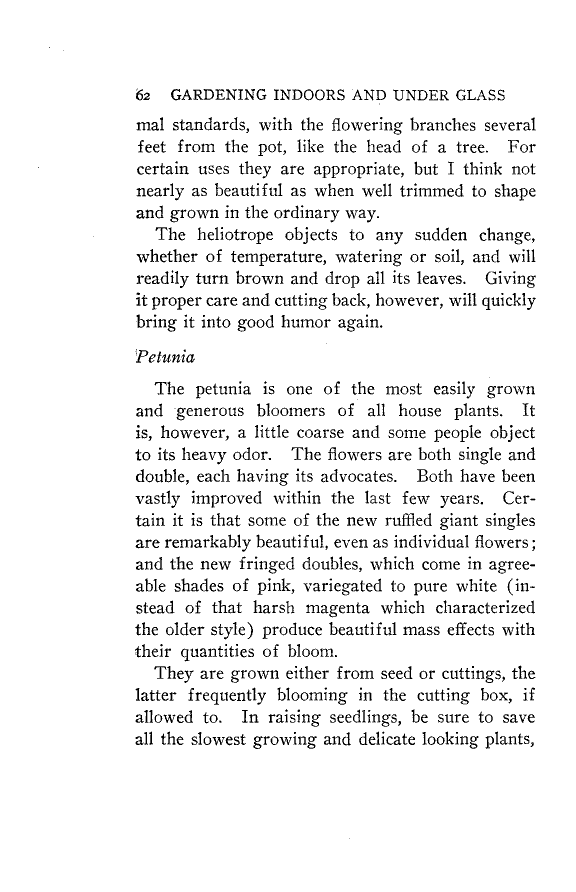 62 GARDENING INDOORS AND UNDER GLASS
mal standards, with the flowering branches several
feet from the pot, like the head of a tree. For
certain uses they are appropriate, but I think not
nearly as beautiful as when well trimmed to shape
and grown in the ordinary way.
The heliotrope objects to any sudden change,
whether of temperature, watering or soil, and will
readily turn brown and drop all its leaves. Giving
it proper care and cutting back, however, will quickly
bring it into good humor again.
Petunia
The petunia is one of the most easily grown
and generous bloomers of all house plants. It
is, however, a little coarse and some people object
to its heavy odor. The flowers are both single and
double, each having its advocates. Both have been
vastly improved within the last few years. Cer-
tain it is that some of the new ruffled giant singles
are remarkably beautiful, even as individual flowers;
and the new fringed doubles, which come in agree-
able shades of pink, variegated to pure white (in-
stead of that harsh magenta which characterized
the older style) produce beautiful mass effects with
their quantities of bloom.
They are grown either from seed or cuttings, the
latter frequently blooming in the cutting box, if
allowed to. In raising seedlings, be sure to save
all the slowest growing and delicate looking plants,